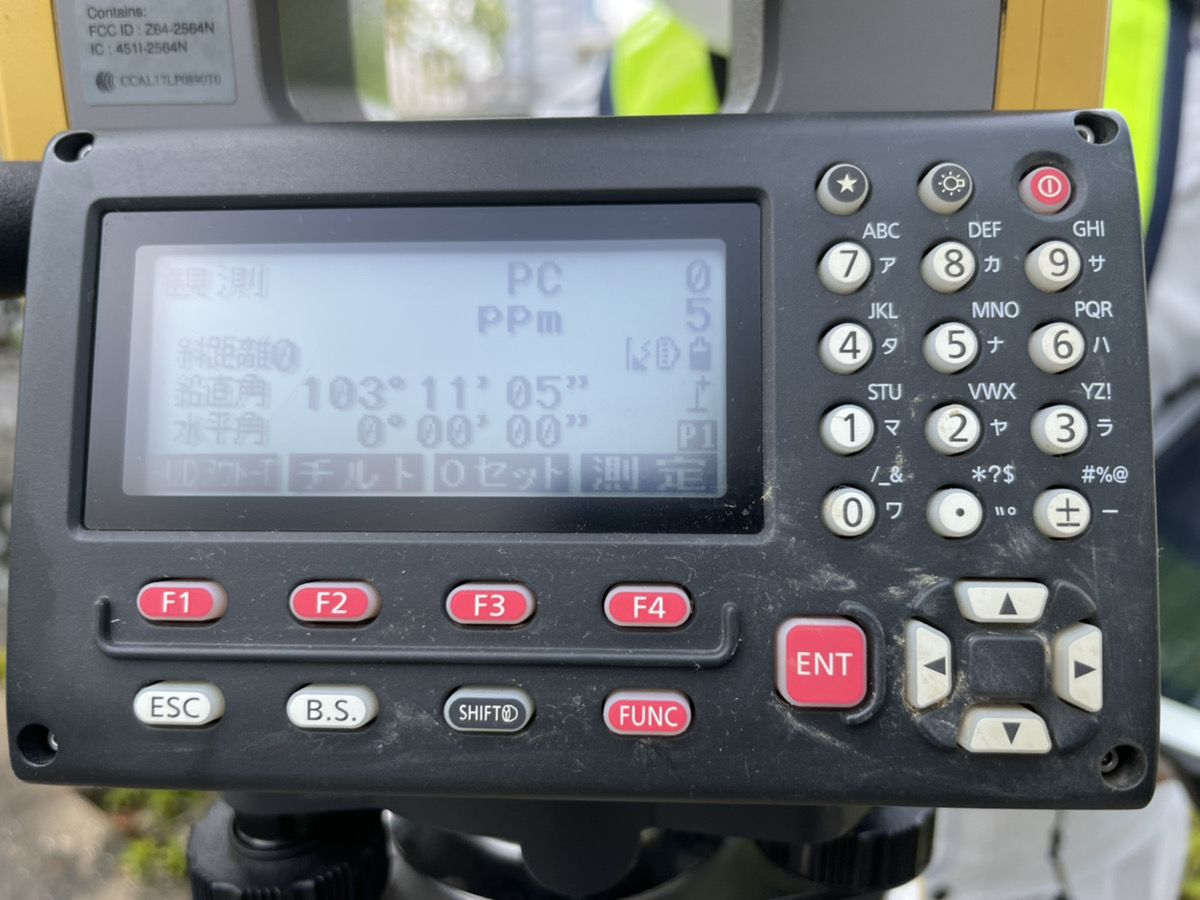 Contains:
FCC ID : Z64-2564N
IC : 451I-2564N
CCAL17LP0890T0
観測 PC 0
ppm 5
斜距離
鉛直角 103° 11' 05"
水平角 0° 00' 00"
P1
チルト 0セット 測定
ABC DEF GHI
7 ア 8 カ 9 サ
JKL MNO PQR
4 タ 5 ナ 6 ハ
STU VWX YZ!
1 マ 2 ヤ 3 ラ
/_& *?$ #%@
0 ワ • "° ± ー
F1 F2 F3 F4
ENT
ESC B.S. SHIFT FUNC